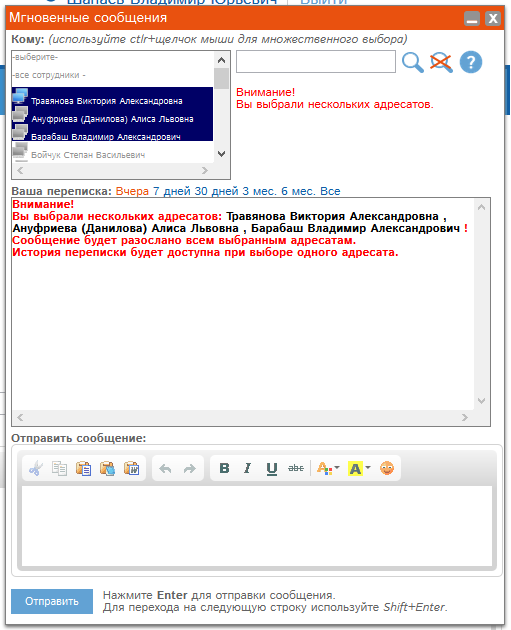 Шапаев Владимир Юрьевич | Выйти
Мгновенные сообщения
Кому: (используйте ctlr+щелчок мыши для множественного выбора)
-выберите-
-все сотрудники -
Травянова Виктория Александровна
Ануфриева (Данилова) Алиса Львовна
Барабаш Владимир Александрович
Бойчук Степан Васильевич
Внимание!
Вы выбрали нескольких адресатов.
Ваша переписка: Вчера 7 дней 30 дней 3 мес. 6 мес. Все
Внимание!
Вы выбрали нескольких адресатов: Травянова Виктория Александровна ,
Ануфриева (Данилова) Алиса Львовна , Барабаш Владимир Александрович !
Сообщение будет разослано всем выбранным адресатам.
История переписки будет доступна при выборе одного адресата.
Отправить сообщение:
B I U abc A A
Отправить
Нажмите Enter для отправки сообщения.
Для перехода на следующую строку используйте Shift+Enter.